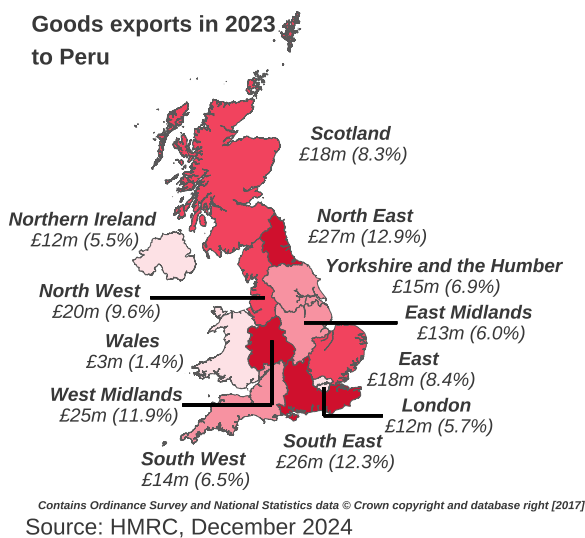 Goods exports in 2023
to Peru
Scotland
£18m (8.3%)
Northern Ireland
£12m (5.5%)
North East
£27m (12.9%)
Yorkshire and the Humber
£15m (6.9%)
North West
£20m (9.6%)
East Midlands
£13m (6.0%)
Wales
£3m (1.4%)
East
£18m (8.4%)
West Midlands
£25m (11.9%)
London
£12m (5.7%)
South East
£26m (12.3%)
South West
£14m (6.5%)
Contains Ordinance Survey and National Statistics data © Crown copyright and database right [2017]
Source: HMRC, December 2024